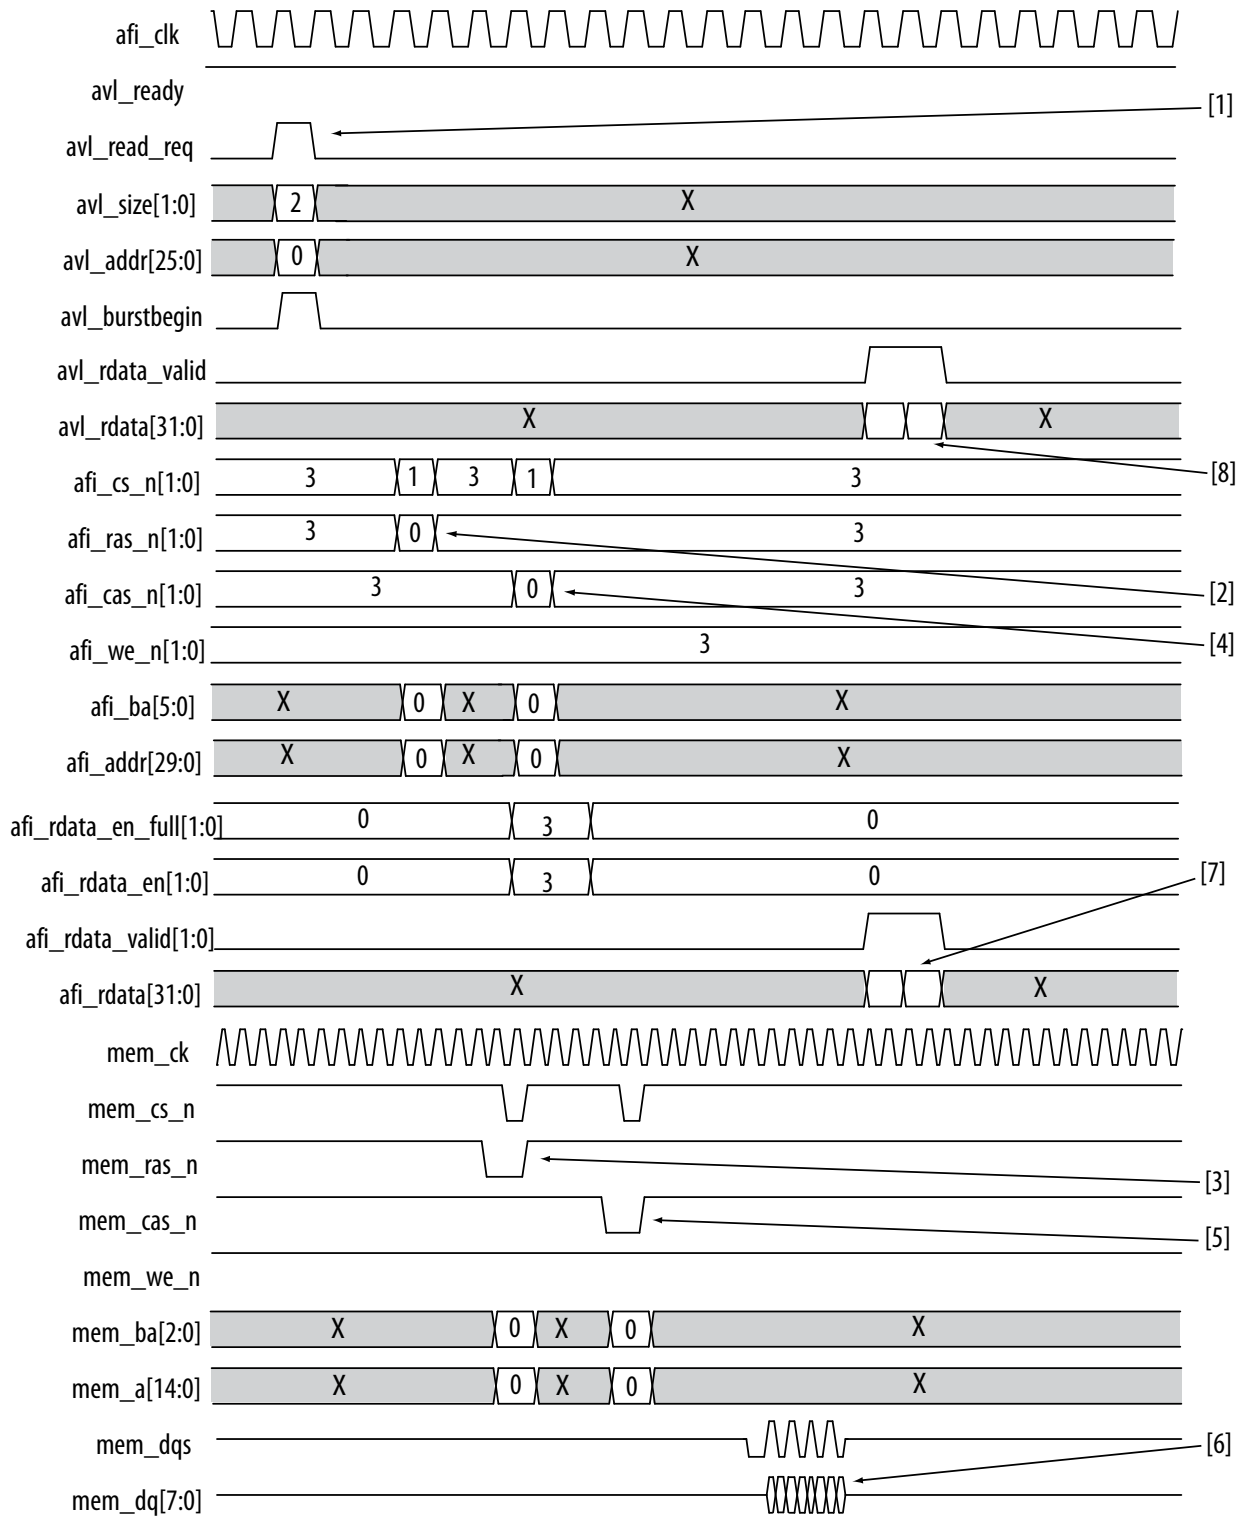 afi_clk
avl_ready
[1]
avl_read_req
avl_size[1:0] 2 X
avl_addr[25:0] 0 X
avl_burstbegin
avl_rdata_valid
avl_rdata[31:0] X X
afi_cs_n[1:0] 3 1 3 1 3 [8]
afi_ras_n[1:0] 3 0 3
afi_cas_n[1:0] 3 0 3 [2]
afi_we_n[1:0] 3 [4]
afi_ba[5:0] X 0 X 0 X
afi_addr[29:0] X 0 X 0 X
afi_rdata_en_full[1:0] 0 3 0
afi_rdata_en[1:0] 0 3 0 [7]
afi_rdata_valid[1:0]
afi_rdata[31:0] X X
mem_ck
mem_cs_n
mem_ras_n [3]
mem_cas_n [5]
mem_we_n
mem_ba[2:0] X 0 X 0 X
mem_a[14:0] X 0 X 0 X
mem_dqs [6]
mem_dq[7:0]